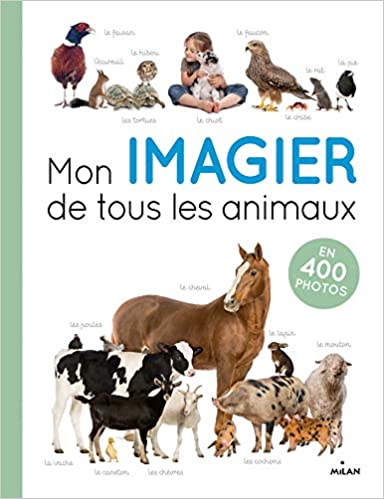 le faisan
l'écureuil
le hibou
les tortues
le chiot
le faucon
le crabe
le rat
la pie
Mon IMAGIER
de tous les animaux
EN
400
PHOTOS
le cheval
les poules
le lapin
le mouton
la vache
le caneton
les chèvres
les cochons
MiLAN